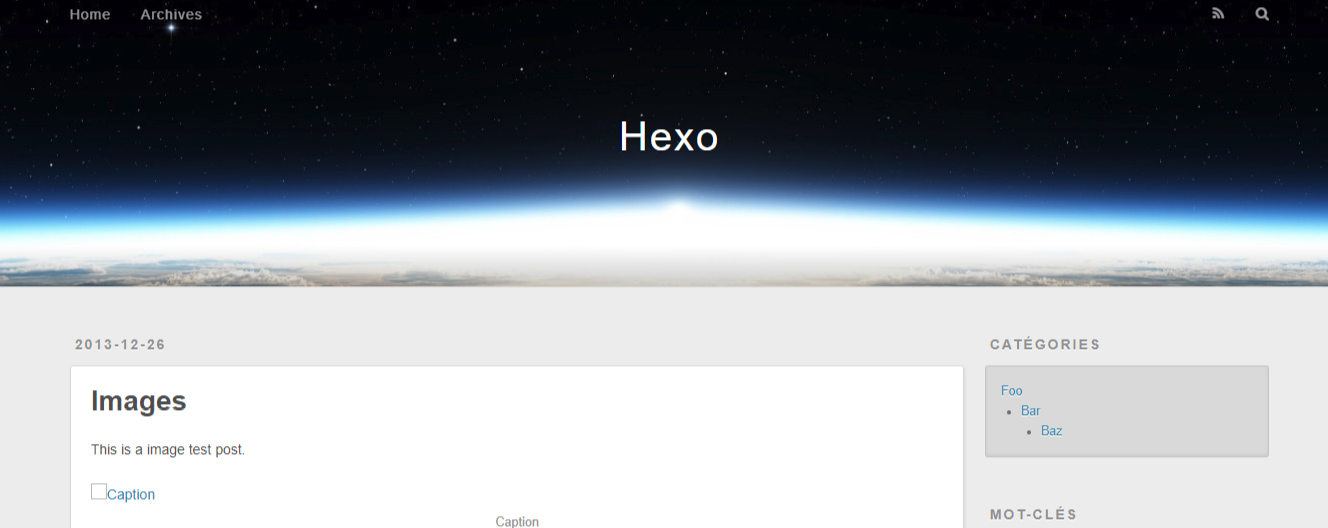 Home Archives
Hexo
2013-12-26
Images
This is a image test post.
Caption
Caption
CATÉGORIES
Foo
Bar
Baz
MOT-CLÉS